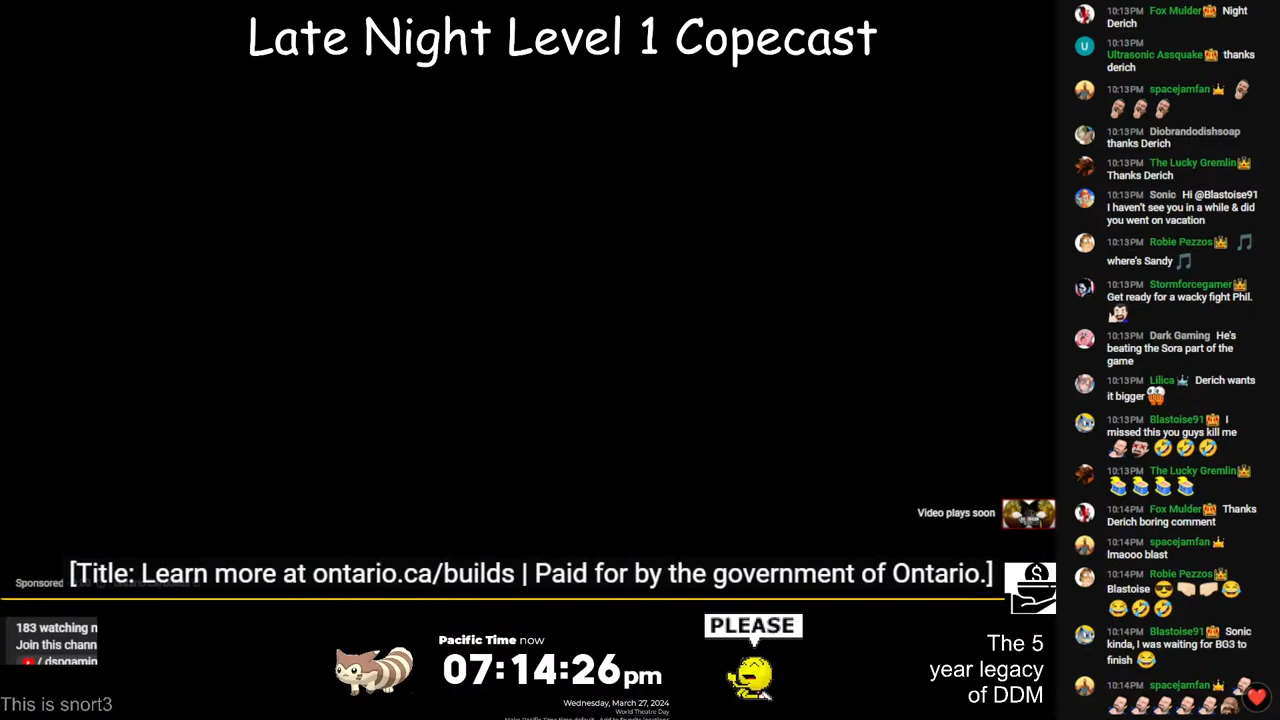 Late Night Level 1 Copecast
Video plays soon
Sponsored
[Title: Learn more at ontario.ca/builds | Paid for by the government of Ontario.]
183 watching n
Join this chann
/ dspgamin
This is snort3
Pacific Time now
07:14:26pm
Wednesday, March 27, 2024
World Theatre Day
PLEASE
The 5
year legacy
of DDM
10:13PM Fox Mulder Night
Derich
U
10:13PM
Ultrasonic Assquake thanks
derich
10:13PM spacejamfan
10:13PM Diobrandodishsoap
thanks Derich
10:13PM The Lucky Gremlin
Thanks Derich
10:13PM Sonic Hi @Blastoise91
I haven't see you in a while & did
you went on vacation
10:13PM Robie Pezzos
where's Sandy
10:13PM Stormforcegamer
Get ready for a wacky fight Phil.
10:13PM Dark Gaming He's
beating the Sora part of the
game
10:13PM Lilica Derich wants
it bigger
10:13PM Blastoise91 I
missed this you guys kill me
10:13PM The Lucky Gremlin
10:14PM Fox Mulder Thanks
Derich boring comment
10:14PM spacejamfan
lmaooo blast
10:14PM Robie Pezzos
Blastoise
10:14PM Blastoise91 Sonic
kinda, I was waiting for BG3 to
finish
10:14PM spacejamfan